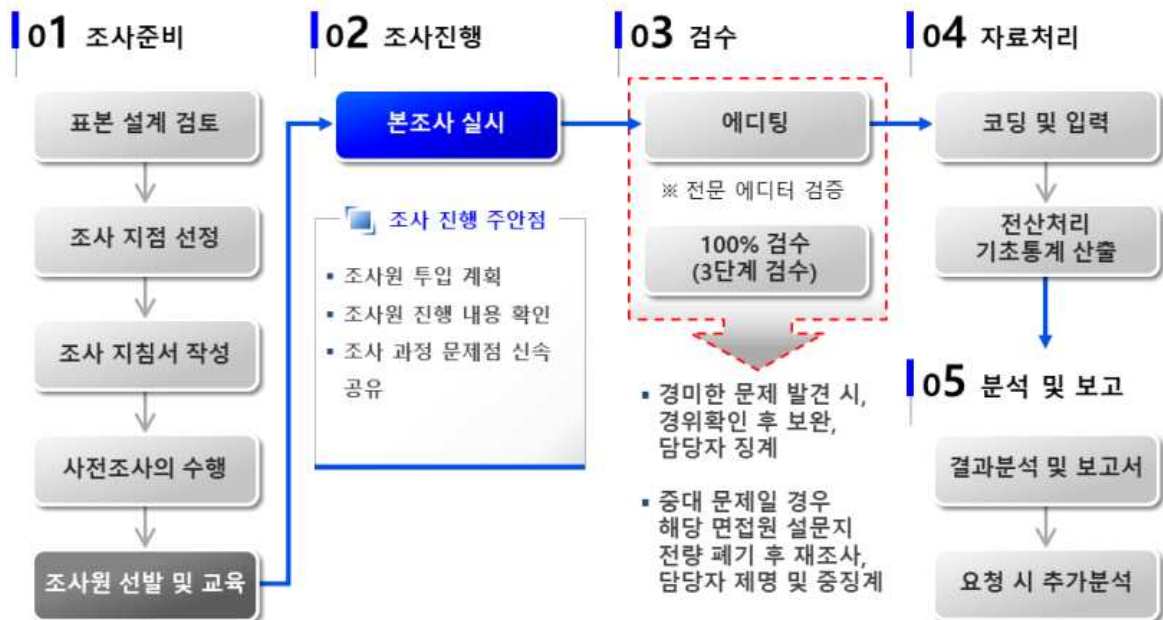 01 조사준비
표본 설계 검토
조사 지점 선정
조사 지침서 작성
사전조사의 수행
조사원 선발 및 교육
02 조사진행
본조사 실시
조사 진행 주안점
▪ 조사원 투입 계획
▪ 조사원 진행 내용 확인
▪ 조사 과정 문제점 신속
공유
03 검수
에디팅
※ 전문 에디터 검증
100% 검수
(3단계 검수)
▪ 경미한 문제 발견 시,
경위확인 후 보완,
담당자 징계
▪ 중대 문제일 경우
해당 면접원 설문지
전량 폐기 후 재조사,
담당자 제명 및 중징계
04 자료처리
코딩 및 입력
전산처리
기초통계 산출
05 분석 및 보고
결과분석 및 보고서
요청 시 추가분석